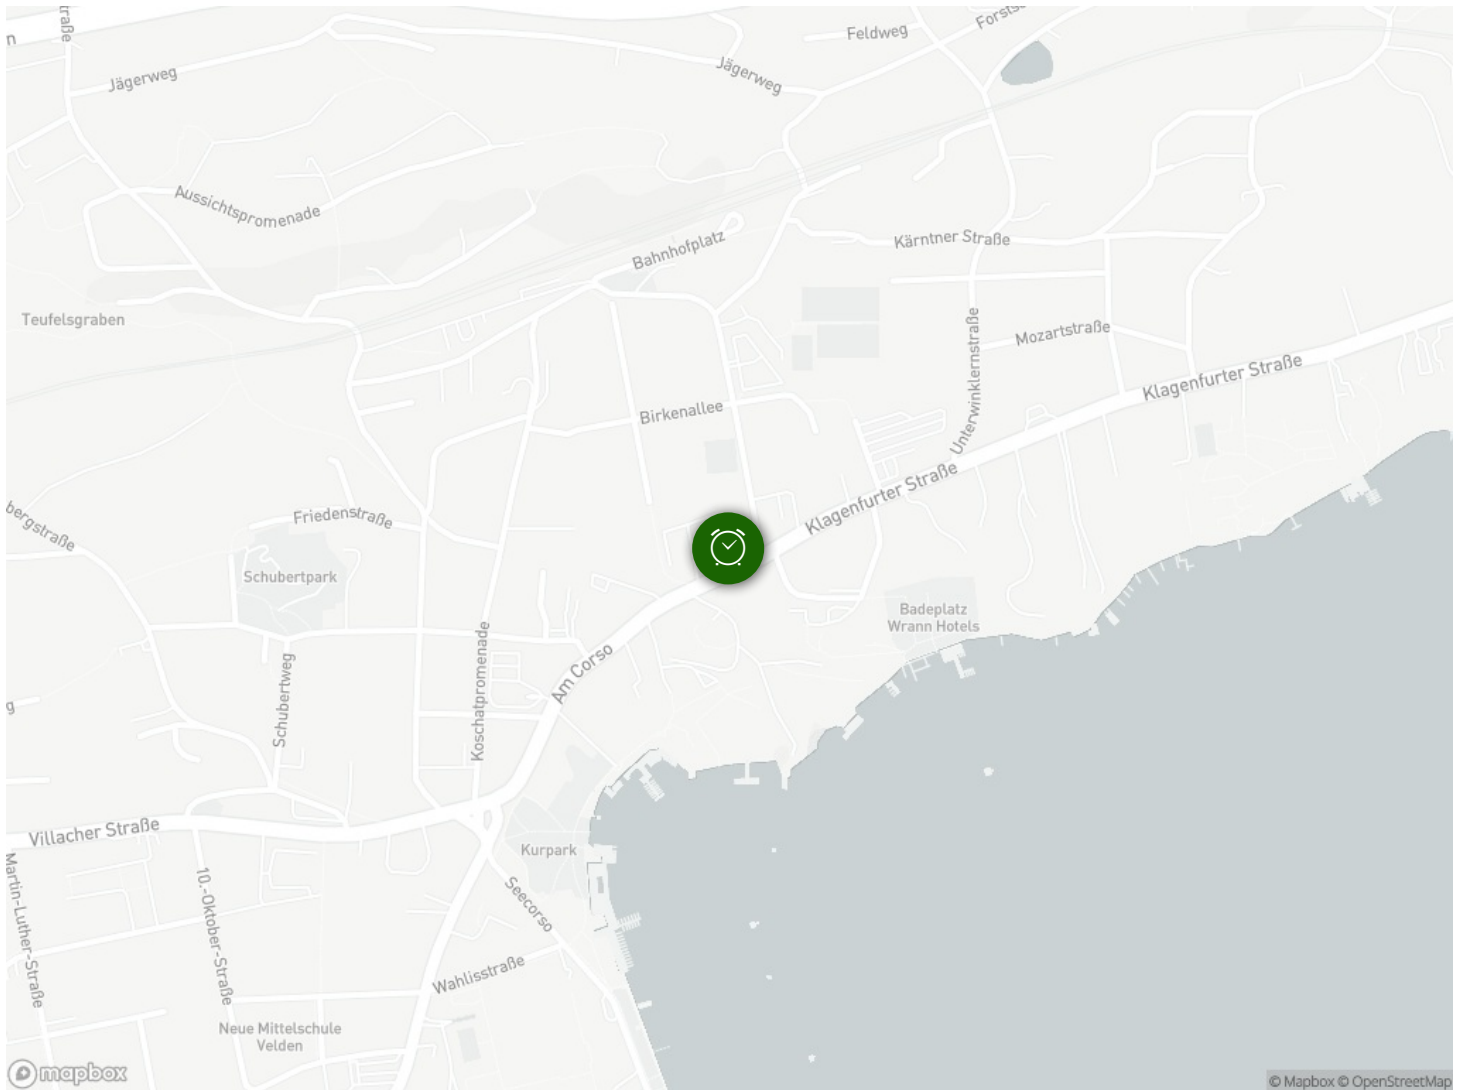 traße
n
Feldweg
Jägerweg
Jägerweg
Aussichtspromenade
Bahnhofplatz
Kärntner Straße
Teufelsgraben
Unterwinklernstraße
Mozartstraße
Klagenfurter Straße
Birkenallee
Klagenfurter Straße
bergstraße
Friedenstraße
Schubertpark
Badeplatz
Wrann Hotels
Am Corso
Koschatpromenade
Schubertweg
g
Villacher Straße
Kurpark
Martin-Luther-Straße
10.-Oktober-Straße
Seecorso
Wahlisstraße
Neue Mittelschule
Velden
mapbox
© Mapbox © OpenStreetMap